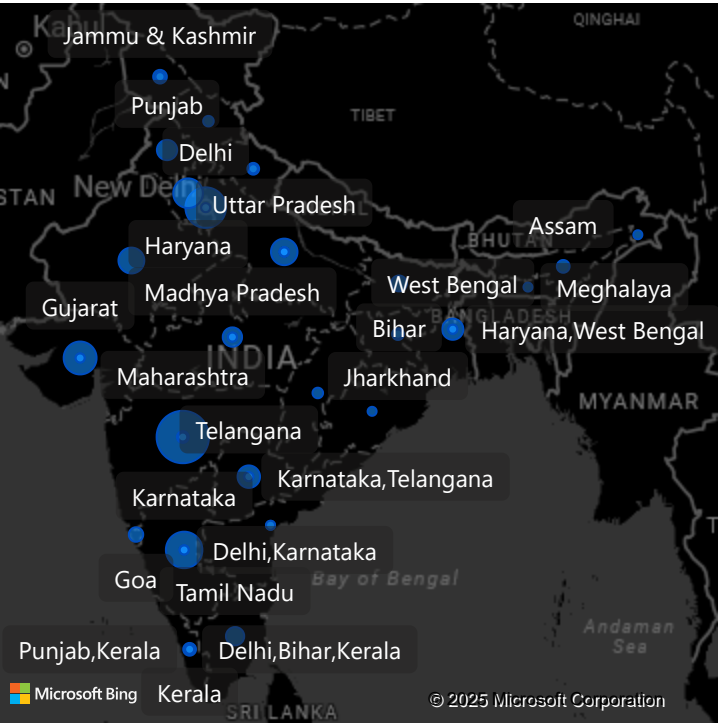 Kabul
QINGHAI
Jammu & Kashmir
Punjab
TIBET
Delhi
New Delhi
STAN
Uttar Pradesh
Assam
Haryana
BHUTAN
West Bengal
Meghalaya
Madhya Pradesh
Gujarat
BANGLADESH
Bihar
Haryana,West Bengal
INDIA
Maharashtra
Jharkhand
MYANMAR
Telangana
Karnataka,Telangana
Karnataka
Delhi,Karnataka
Goa
Bay of Bengal
Tamil Nadu
Andaman
Sea
Punjab,Kerala
Delhi,Bihar,Kerala
Microsoft Bing
Kerala
© 2025 Microsoft Corporation
SRI LANKA